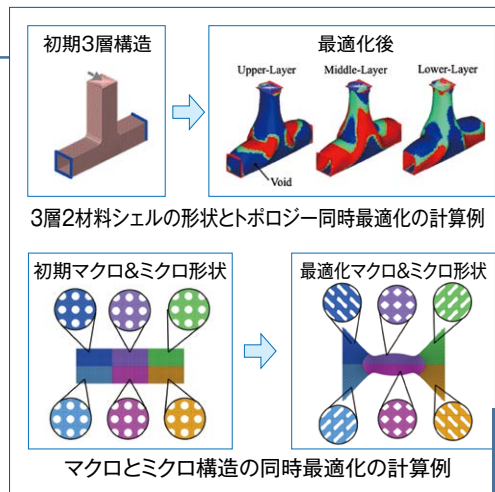 初期3層構造
最適化後
Upper-Layer Middle-Layer Lower-Layer
Void
3層2材料シェルの形状とトポロジー同時最適化の計算例
初期マクロ&ミクロ形状
最適化マクロ&ミクロ形状
マクロとミクロ構造の同時最適化の計算例